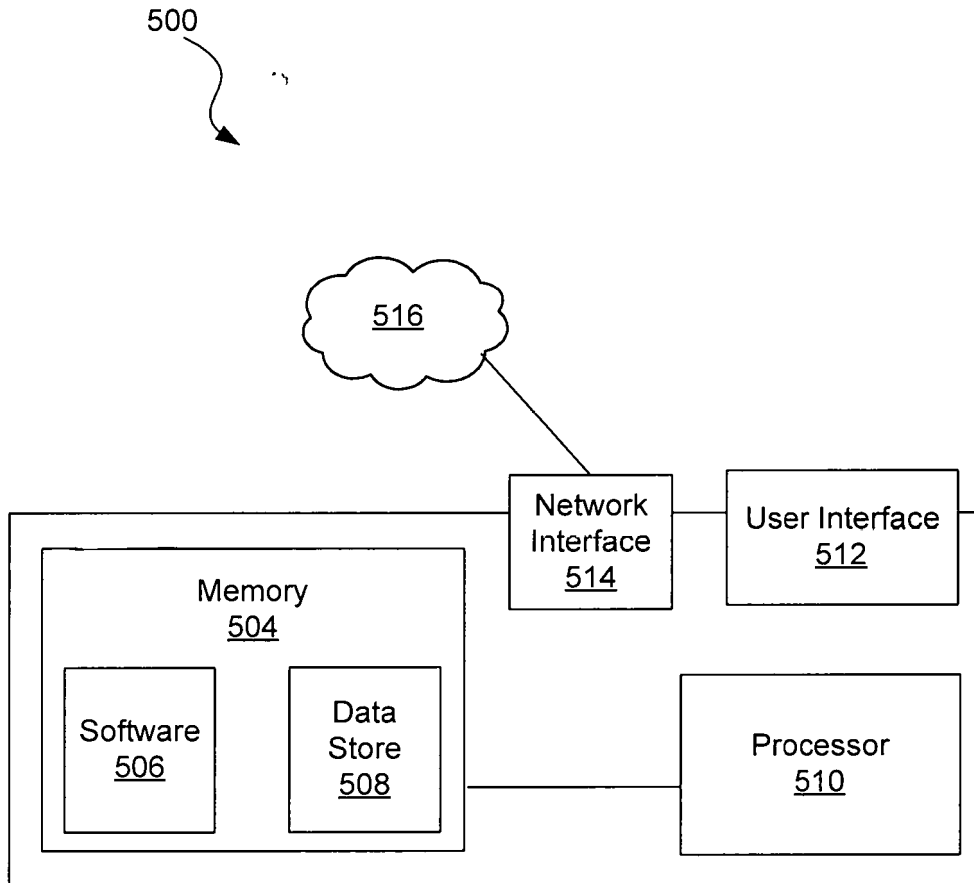 500
516
Network
Interface
514
User Interface
512
Memory
504
Software
506
Data
Store
508
Processor
510